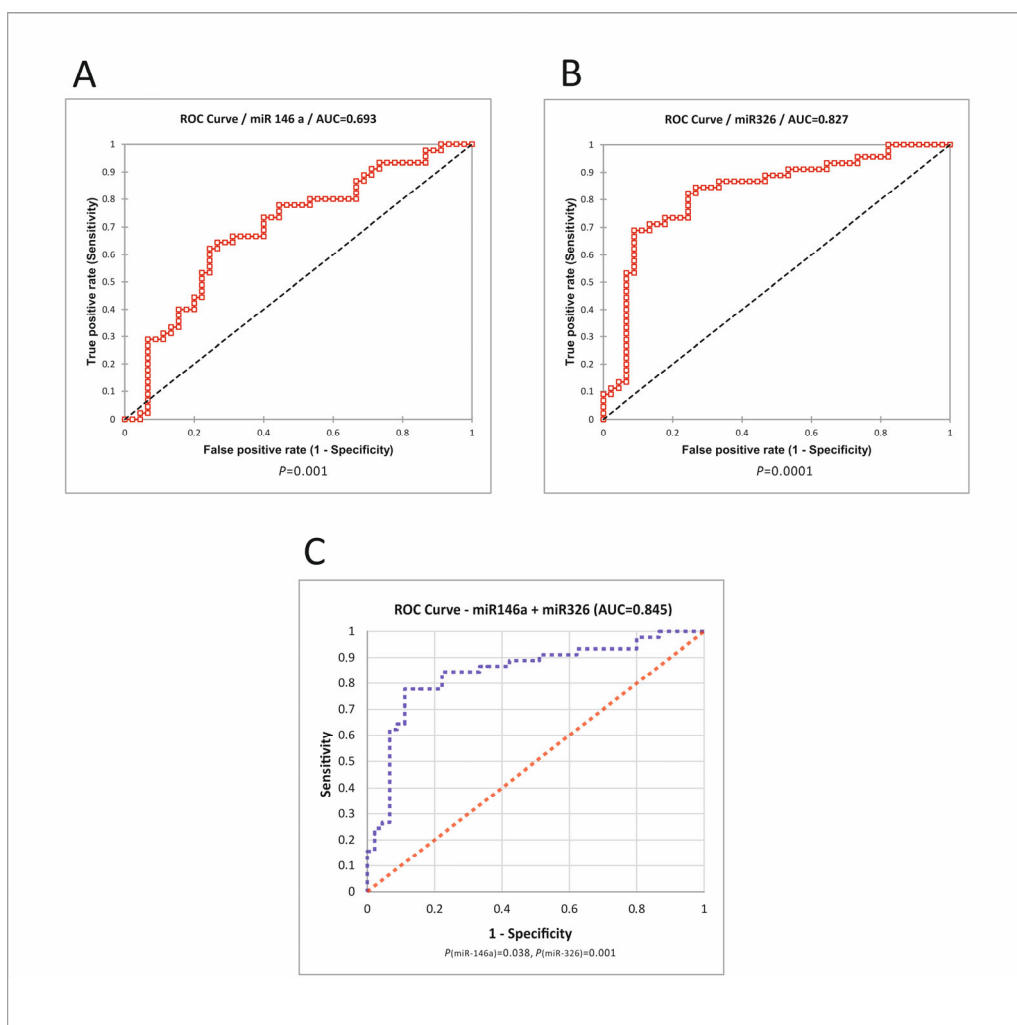 A
ROC Curve / miR 146 a / AUC=0.693
True positive rate (Sensitivity)
1
0.9
0.8
0.7
0.6
0.5
0.4
0.3
0.2
0.1
0
0 0.2 0.4 0.6 0.8 1
False positive rate (1 - Specificity)
P=0.001
B
ROC Curve / miR326 / AUC=0.827
True positive rate (Sensitivity)
1
0.9
0.8
0.7
0.6
0.5
0.4
0.3
0.2
0.1
0
0 0.2 0.4 0.6 0.8 1
False positive rate (1 - Specificity)
P=0.0001
C
ROC Curve - miR146a + miR326 (AUC=0.845)
Sensitivity
1
0.9
0.8
0.7
0.6
0.5
0.4
0.3
0.2
0.1
0
0 0.2 0.4 0.6 0.8 1
1 - Specificity
P(miR-146a)=0.038, P(miR-326)=0.001